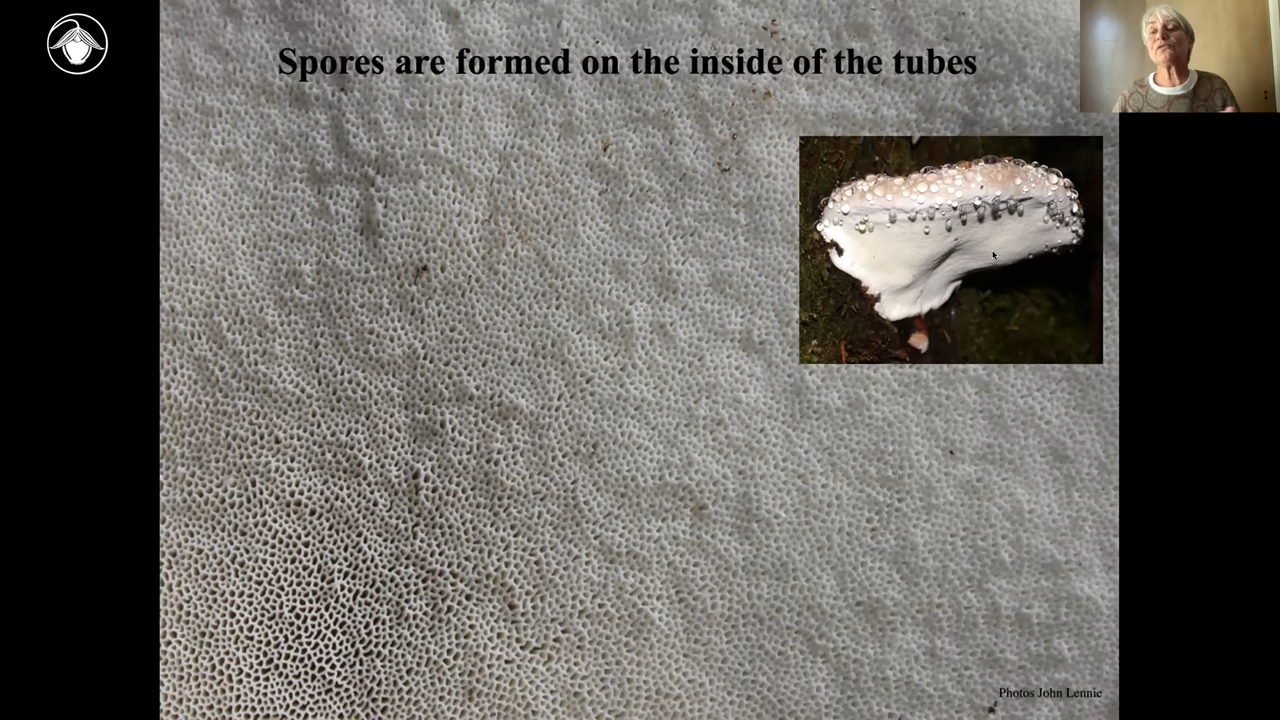 Spores are formed on the inside of the tubes
Photos John Lennie